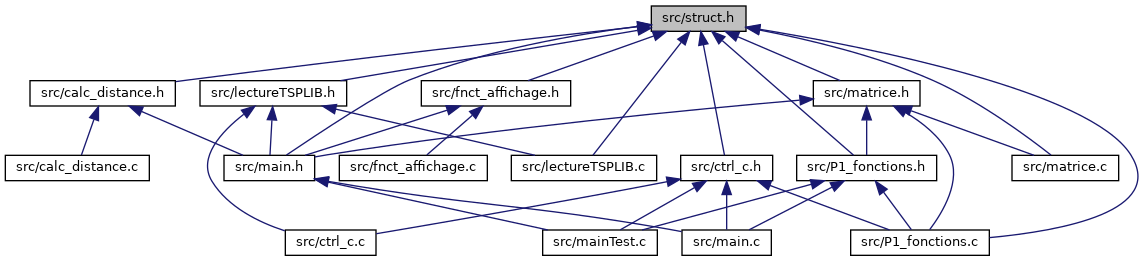 src/struct.h
src/calc_distance.h
src/lectureTSPLIB.h
src/fnct_affichage.h
src/matrice.h
src/calc_distance.c
src/main.h
src/fnct_affichage.c
src/lectureTSPLIB.c
src/ctrl_c.h
src/P1_fonctions.h
src/matrice.c
src/ctrl_c.c
src/mainTest.c
src/main.c
src/P1_fonctions.c